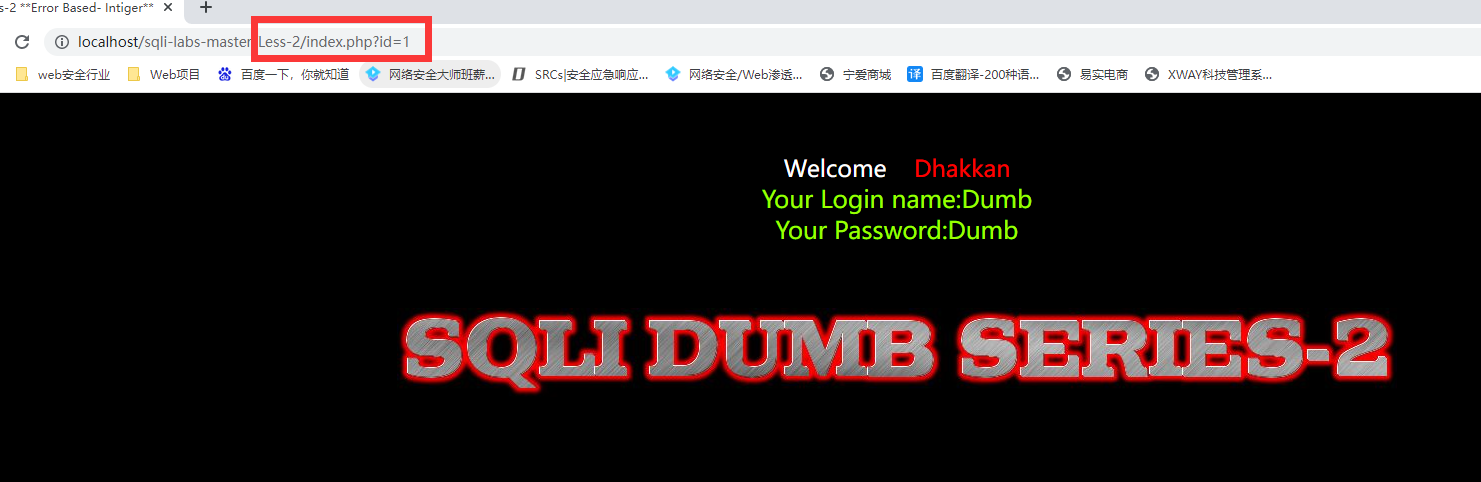 s-2 **Error Based- Intiger**
localhost/sqli-labs-master/Less-2/index.php?id=1
web安全行业 Web项目 百度一下，你就知道 网络安全大师班薪... SRCs|安全应急响应... 网络安全/Web渗透... 宁爱商城 百度翻译-200种语... 易实电商 XWAY科技管理系...
Welcome Dhakkan
Your Login name:Dumb
Your Password:Dumb
SQLI DUMB SERIES-2